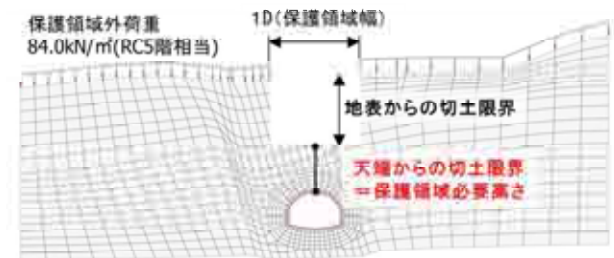 保護領域外荷重
84.0kN/㎡(RC5階相当)
1D(保護領域幅)
地表からの切土限界
天端からの切土限界
＝保護領域必要高さ